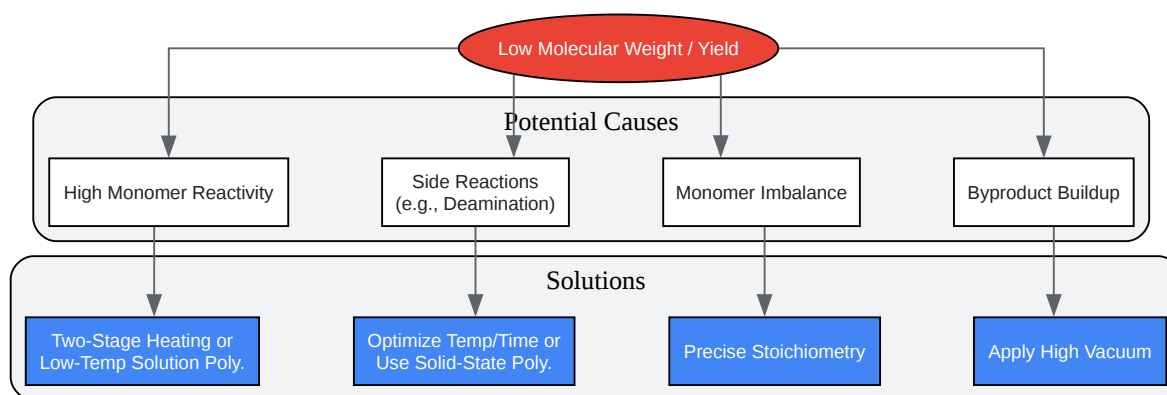 Low Molecular Weight / Yield
Potential Causes
High Monomer Reactivity
Side Reactions
(e.g., Deamination)
Monomer Imbalance
Byproduct Buildup
Solutions
Two-Stage Heating or
Low-Temp Solution Poly.
Optimize Temp/Time or
Use Solid-State Poly.
Precise Stoichiometry
Apply High Vacuum